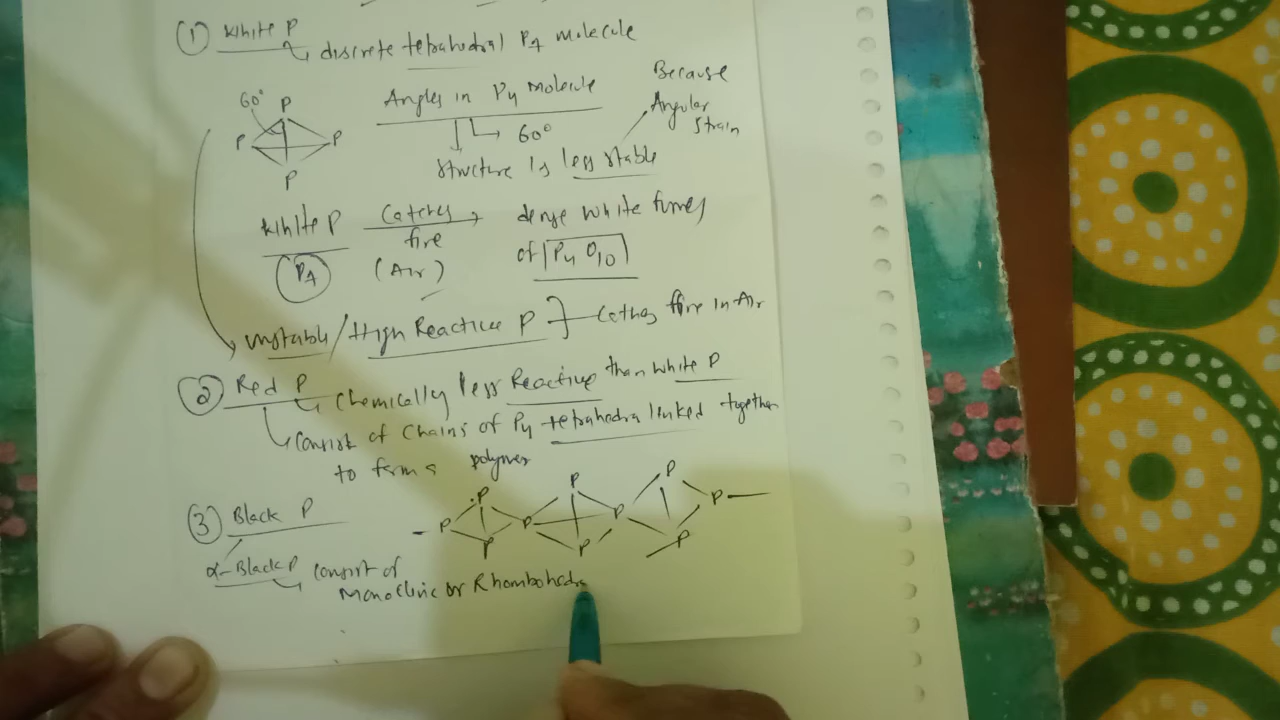 ① White P
discrete tetrahedral P4 molecule
60°
P
P P
P
Angles in P4 Molecule
60°
structure is less stable
Because
Angular
strain
White P Catches fire
P4 (Air)
dense white fumes
of P4 O10
unstable / High Reactive P } Cathes fire in Air
② Red P chemically less Reactive than white P
consist of chains of P4 tetrahedra linked together
to form a polymer
P P P
P P P P
P P P
③ Black P
α-Black P consist of
Monoclinic or Rhombohedra